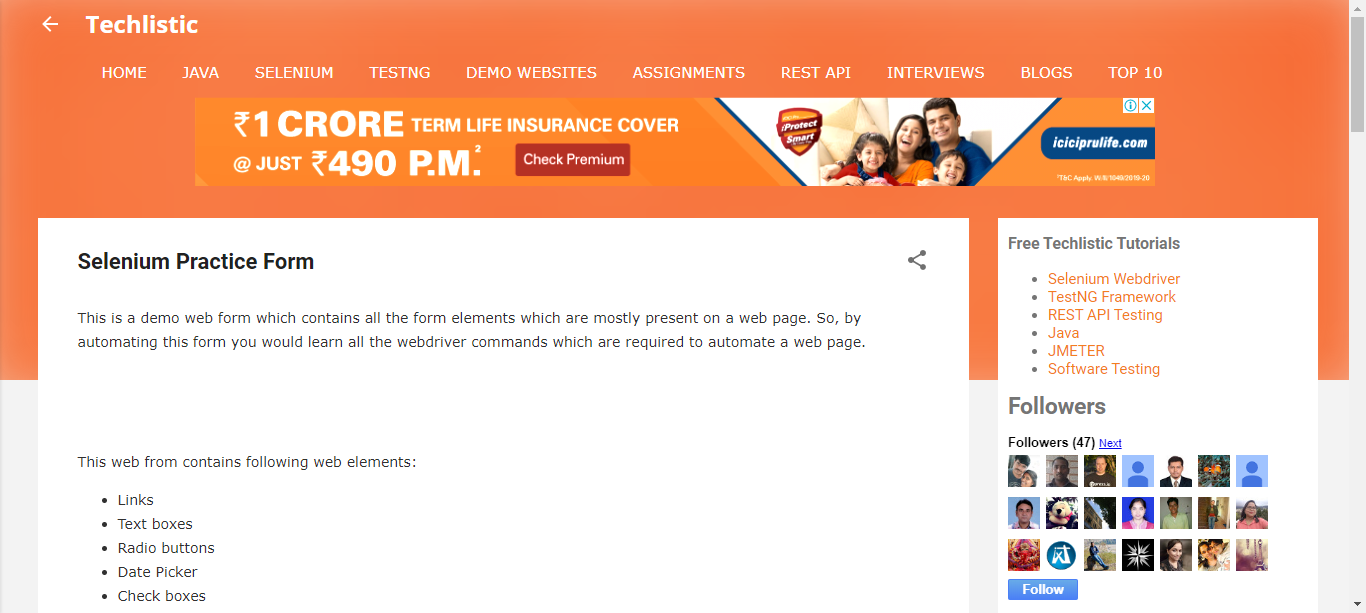 Techlistic
HOME JAVA SELENIUM TESTNG DEMO WEBSITES ASSIGNMENTS REST API INTERVIEWS BLOGS TOP 10
₹1 CRORE TERM LIFE INSURANCE COVER
@ JUST ₹490 P.M.²
Check Premium
iProtect
Smart
iciciprulife.com
*T&C Apply. W/II/1049/2019-20
Selenium Practice Form
This is a demo web form which contains all the form elements which are mostly present on a web page. So, by
automating this form you would learn all the webdriver commands which are required to automate a web page.
This web from contains following web elements:
Links
Text boxes
Radio buttons
Date Picker
Check boxes
Free Techlistic Tutorials
Selenium Webdriver
TestNG Framework
REST API Testing
Java
JMETER
Software Testing
Followers
Followers (47) Next
Follow